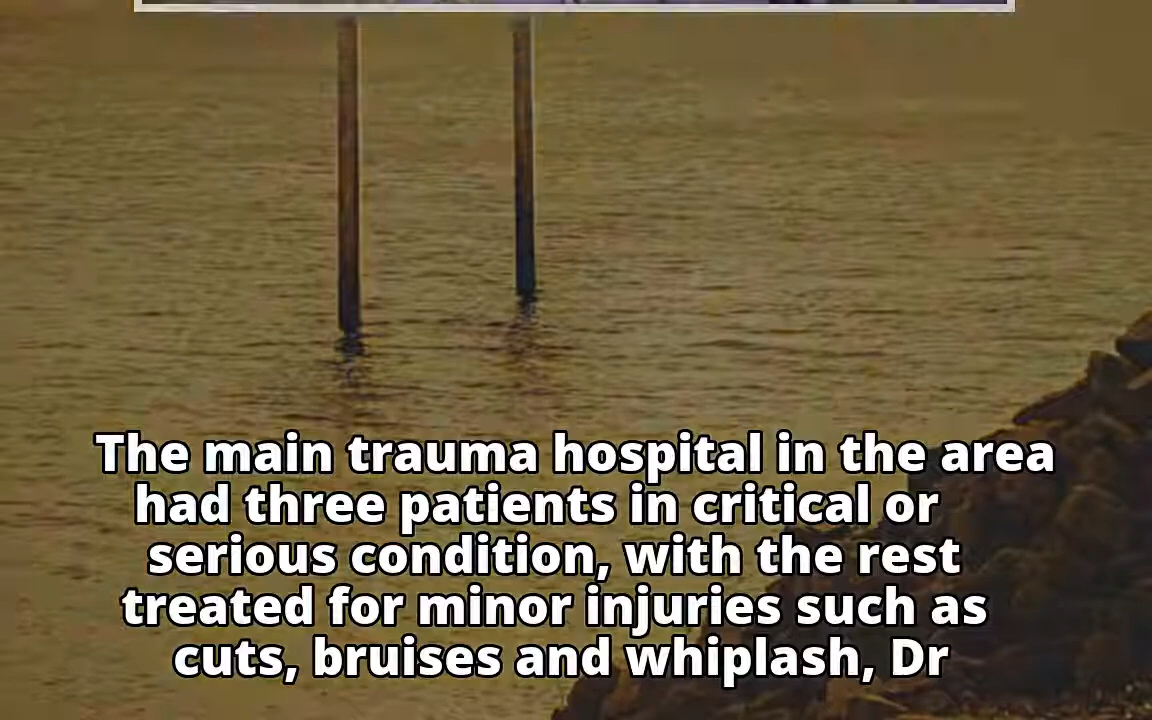 The main trauma hospital in the area
had three patients in critical or
serious condition, with the rest
treated for minor injuries such as
cuts, bruises and whiplash, Dr